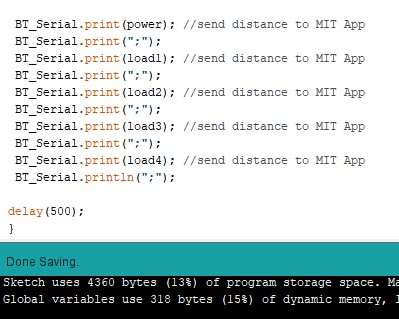 BT_Serial.print(power); //send distance to MIT App
BT_Serial.print(";");
BT_Serial.print(load1); //send distance to MIT App
BT_Serial.print(";");
BT_Serial.print(load2); //send distance to MIT App
BT_Serial.print(";");
BT_Serial.print(load3); //send distance to MIT App
BT_Serial.print(";");
BT_Serial.print(load4); //send distance to MIT App
BT_Serial.println(";");
delay(500);
}
Done Saving.
Sketch uses 4360 bytes (13%) of program storage space. Ma
Global variables use 318 bytes (15%) of dynamic memory, l